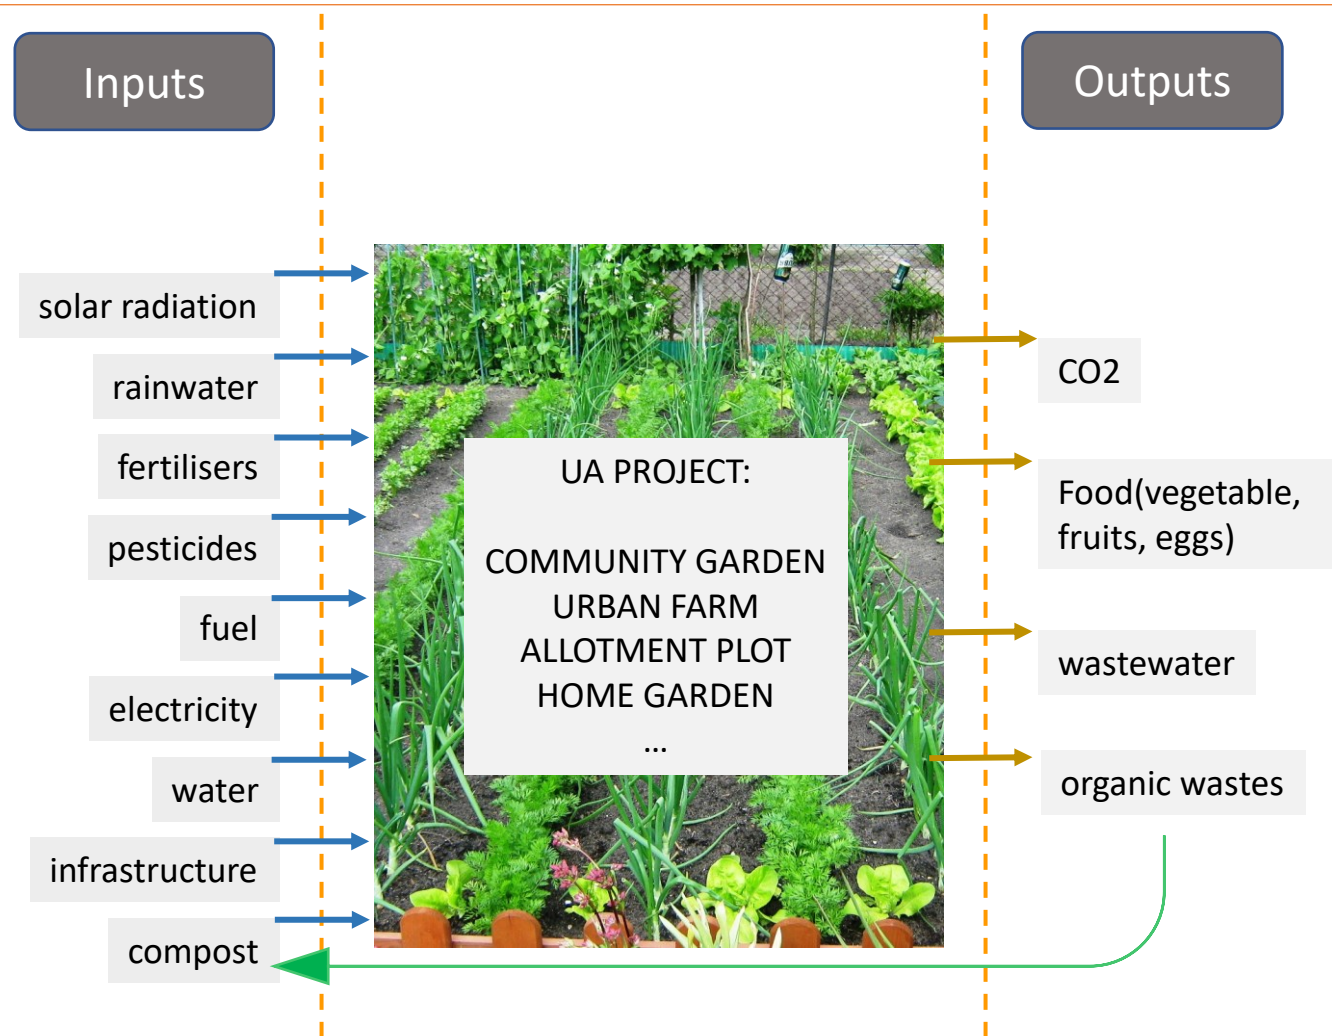 Inputs
Outputs
solar radiation
rainwater
fertilisers
pesticides
fuel
electricity
water
infrastructure
compost
UA PROJECT:
COMMUNITY GARDEN
URBAN FARM
ALLOTMENT PLOT
HOME GARDEN
...
CO2
Food(vegetable,
fruits, eggs)
wastewater
organic wastes